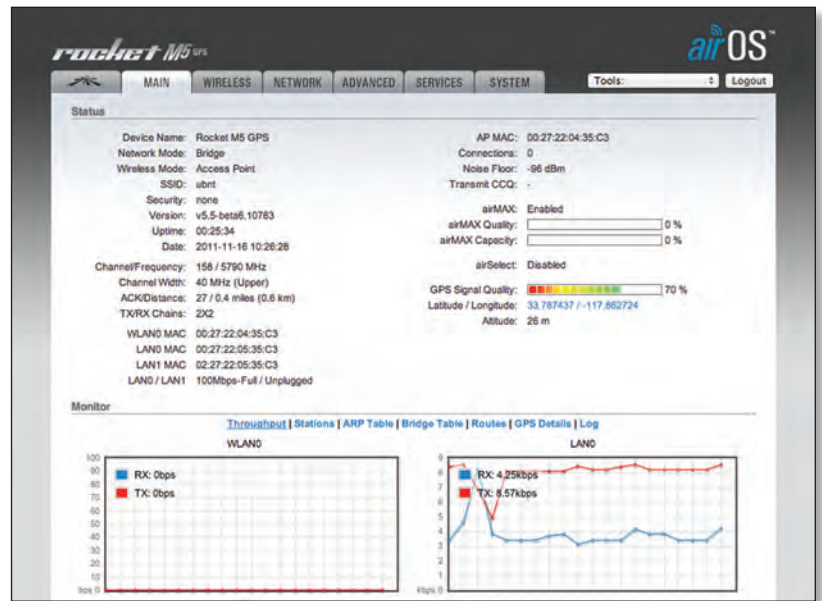 rocket M5 GPS
airOS™
MAIN WIRELESS NETWORK ADVANCED SERVICES SYSTEM Tools: Logout
Status
Device Name: Rocket M5 GPS
Network Mode: Bridge
Wireless Mode: Access Point
SSID: ubnt
Security: none
Version: v5.5-beta6.10763
Uptime: 00:25:34
Date: 2011-11-16 10:26:28
Channel/Frequency: 158 / 5790 MHz
Channel Width: 40 MHz (Upper)
ACK/Distance: 27 / 0.4 miles (0.6 km)
TX/RX Chains: 2X2
WLAN0 MAC 00:27:22:04:35:C3
LAN0 MAC 00:27:22:05:35:C3
LAN1 MAC 02:27:22:05:35:C3
LAN0 / LAN1 100Mbps-Full / Unplugged
AP MAC: 00:27:22:04:35:C3
Connections: 0
Noise Floor: -96 dBm
Transmit CCQ: -
airMAX: Enabled
airMAX Quality: 0 %
airMAX Capacity: 0 %
airSelect: Disabled
GPS Signal Quality: 70 %
Latitude / Longitude: 33.787437 / -117.862724
Altitude: 26 m
Monitor
Throughput | Stations | ARP Table | Bridge Table | Routes | GPS Details | Log
WLAN0
100
90
80
70
60
50
40
30
20
10
bps 0
RX: 0bps
TX: 0bps
LAN0
9
8
7
6
5
4
3
2
1
kbps 0
RX: 4.25kbps
TX: 8.57kbps